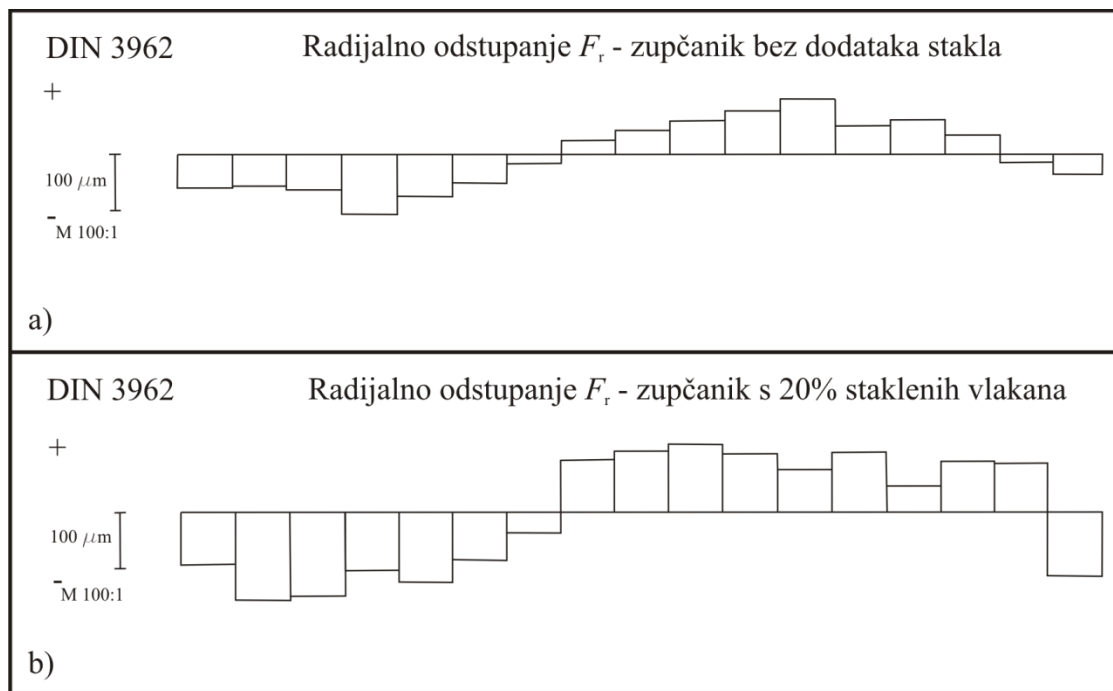 DIN 3962
Radijalno odstupanje Fr - zupčanik bez dodataka stakla
+
100 μm
-
M 100:1
a)
DIN 3962
Radijalno odstupanje Fr - zupčanik s 20% staklenih vlakana
+
100 μm
-
M 100:1
b)